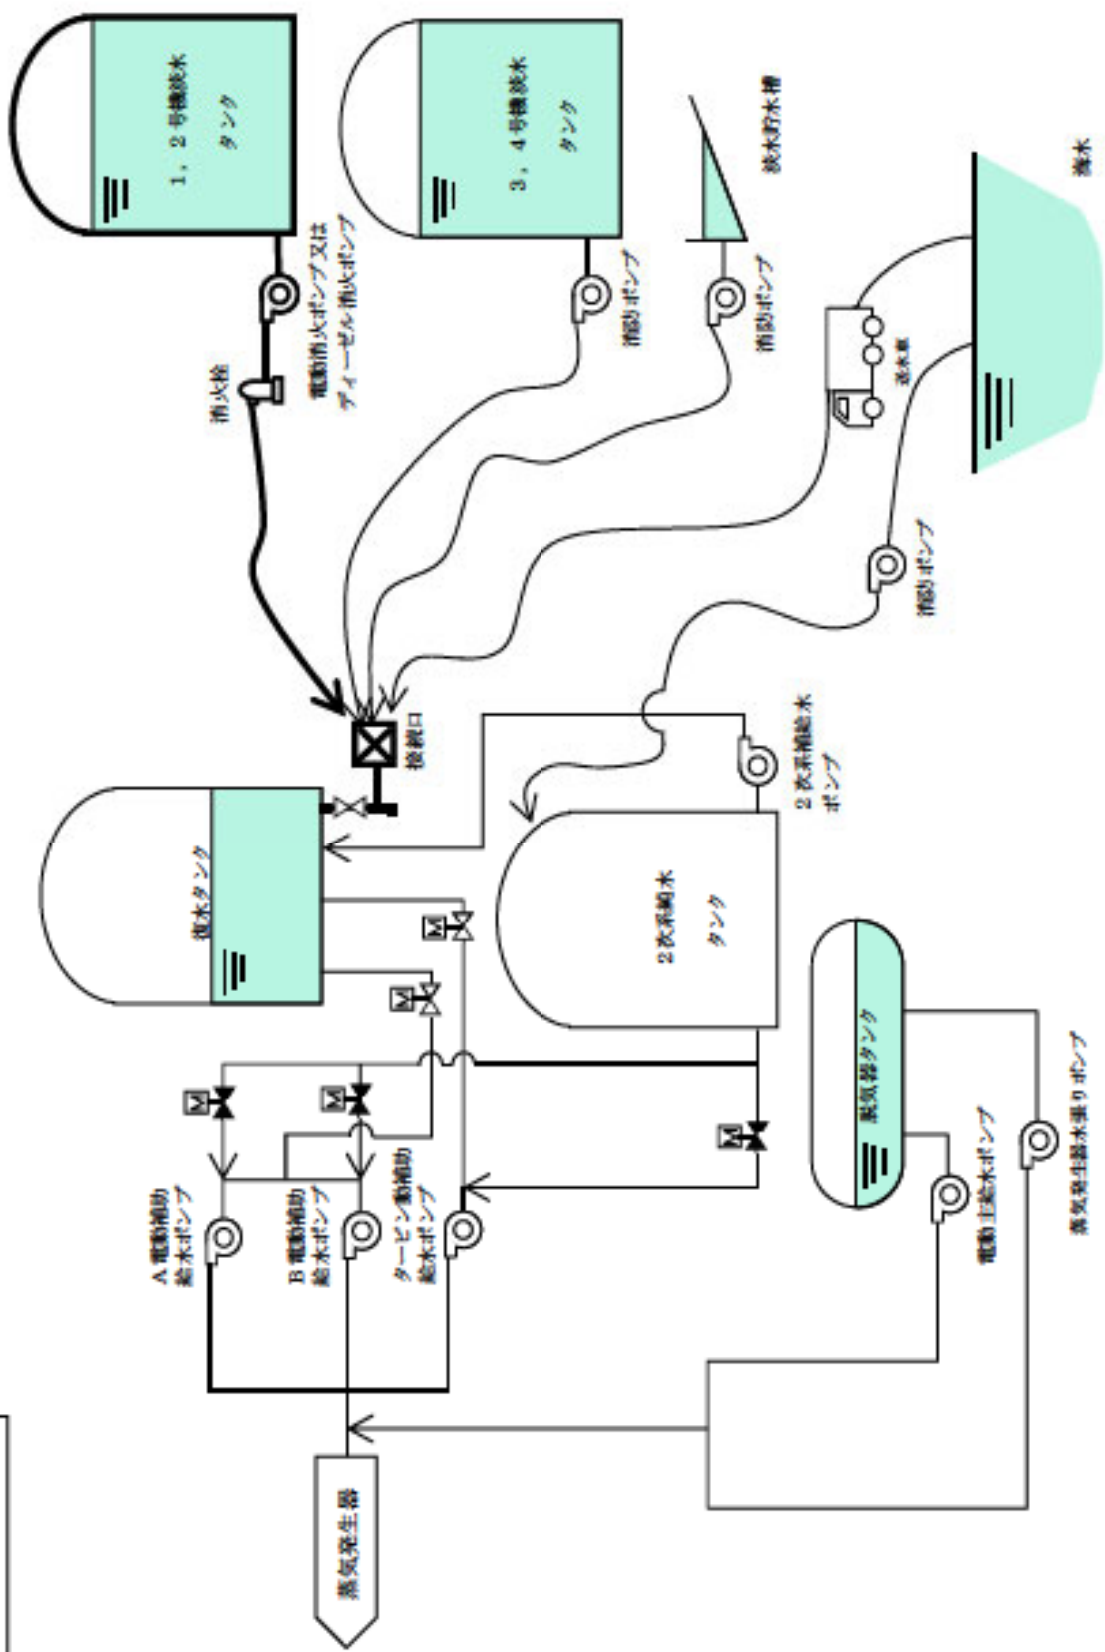 1，2号機淡水
タンク
3，4号機淡水
タンク
淡水貯水槽
海水
電動消火ポンプ又は
ディーゼル消火ポンプ
消火栓
消防ポンプ
消防ポンプ
送水車
消防ポンプ
接続口
復水タンク
2次系補給水
ポンプ
2次系純水
タンク
脱気器タンク
M
M
M
M
M
A電動補助
給水ポンプ
B電動補助
給水ポンプ
タービン動補助
給水ポンプ
電動主給水ポンプ
蒸気発生器水張りポンプ
蒸気発生器